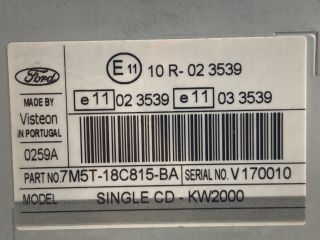 Ford
E 11 10 R- 02 3539
e 11 02 3539 e 11 03 3539
MADE BY
Visteon
IN PORTUGAL
0259A
PART NO. 7M5T-18C815-BA SERIAL NO. V 170010
MODEL SINGLE CD - KW2000